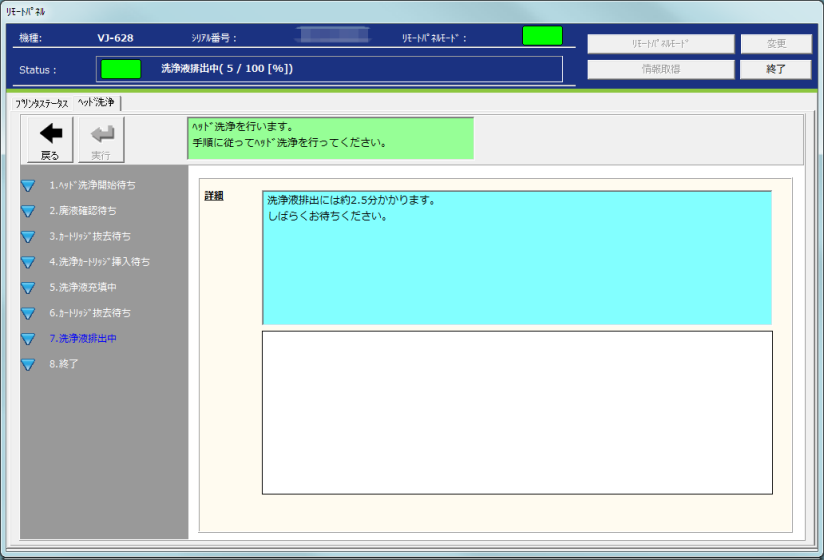 ﾘﾓｰﾄﾊﾟﾈﾙ
機種:
VJ-628
ｼﾘｱﾙ番号 :
ﾘﾓｰﾄﾊﾟﾈﾙﾓｰﾄﾞ :
ﾘﾓｰﾄﾊﾟﾈﾙﾓｰﾄﾞ
変更
Status :
洗浄液排出中( 5 / 100 [%])
情報取得
終了
ﾌﾟﾘﾝﾀｽﾃｰﾀｽ
ﾍｯﾄﾞ洗浄
戻る
実行
ﾍｯﾄﾞ洗浄を行います。
手順に従ってﾍｯﾄﾞ洗浄を行ってください。
1.ﾍｯﾄﾞ洗浄開始待ち
2.廃液確認待ち
3.ｶｰﾄﾘｯｼﾞ抜去待ち
4.洗浄ｶｰﾄﾘｯｼﾞ挿入待ち
5.洗浄液充填中
6.ｶｰﾄﾘｯｼﾞ抜去待ち
7.洗浄液排出中
8.終了
詳細
洗浄液排出には約2.5分かかります。
しばらくお待ちください。